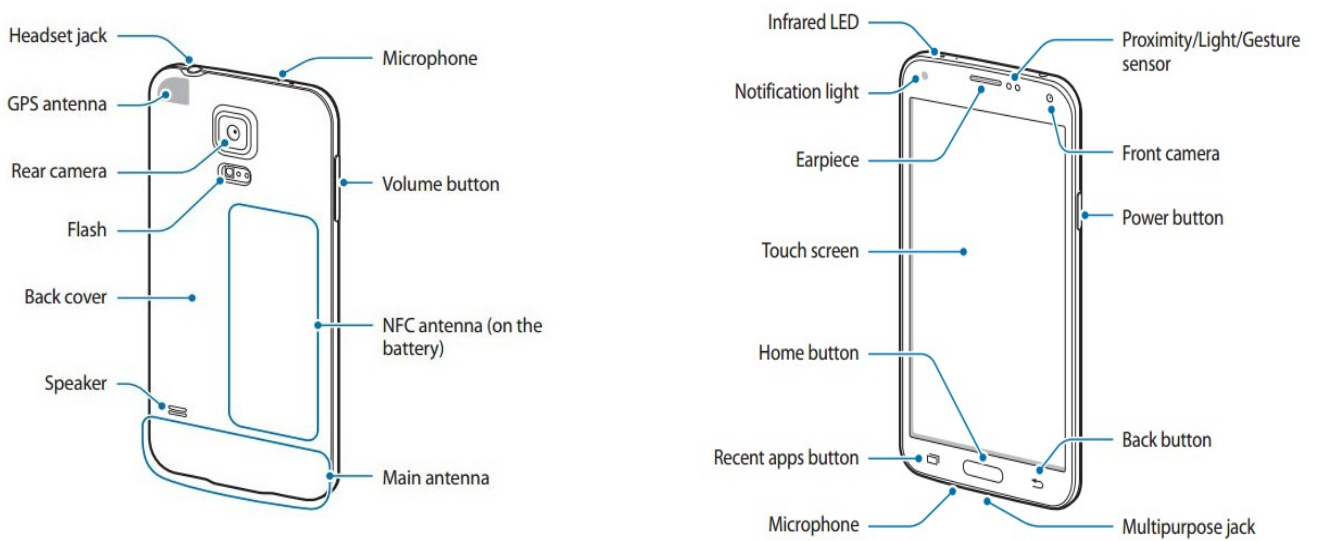 Headset jack
Microphone
GPS antenna
Rear camera
Volume button
Flash
Back cover
NFC antenna (on the
battery)
Speaker
Main antenna
Infrared LED
Proximity/Light/Gesture
sensor
Notification light
Earpiece
Front camera
Power button
Touch screen
Home button
Back button
Recent apps button
Microphone
Multipurpose jack